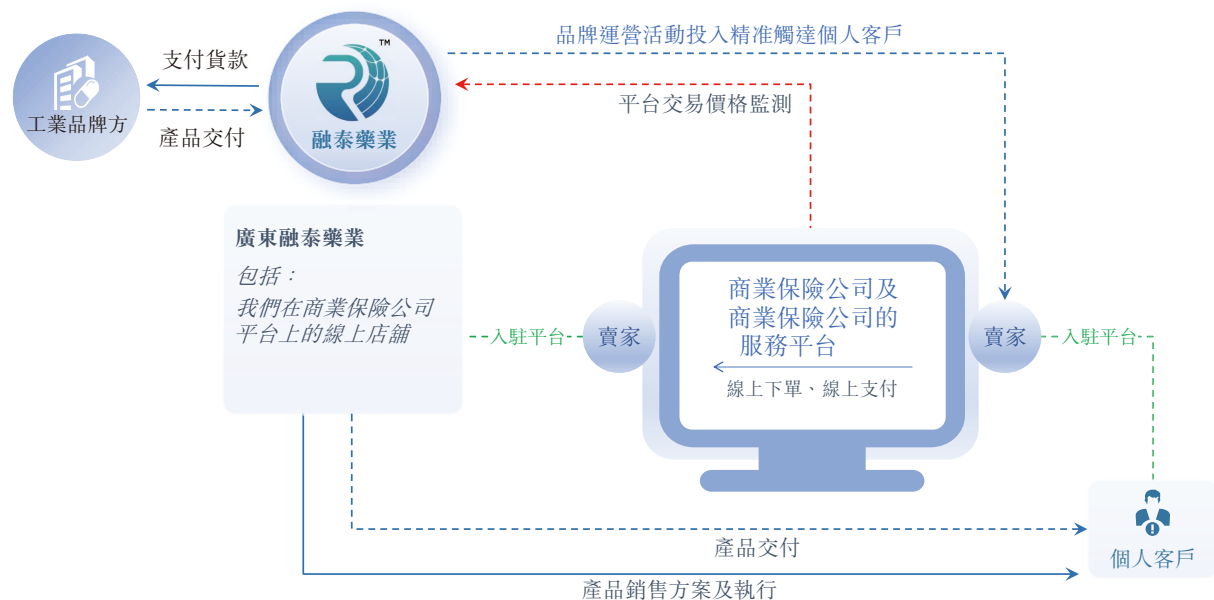 品牌運營活動投入精准觸達個人客戶
支付貨款
TM
平台交易價格監測
工業品牌方
產品交付
融泰藥業
廣東融泰藥業
包括：
我們在商業保險公司
平台上的線上店舖
入駐平台
賣家
商業保險公司及
商業保險公司的
服務平台
線上下單、線上支付
賣家
入駐平台
產品交付
個人客戶
產品銷售方案及執行